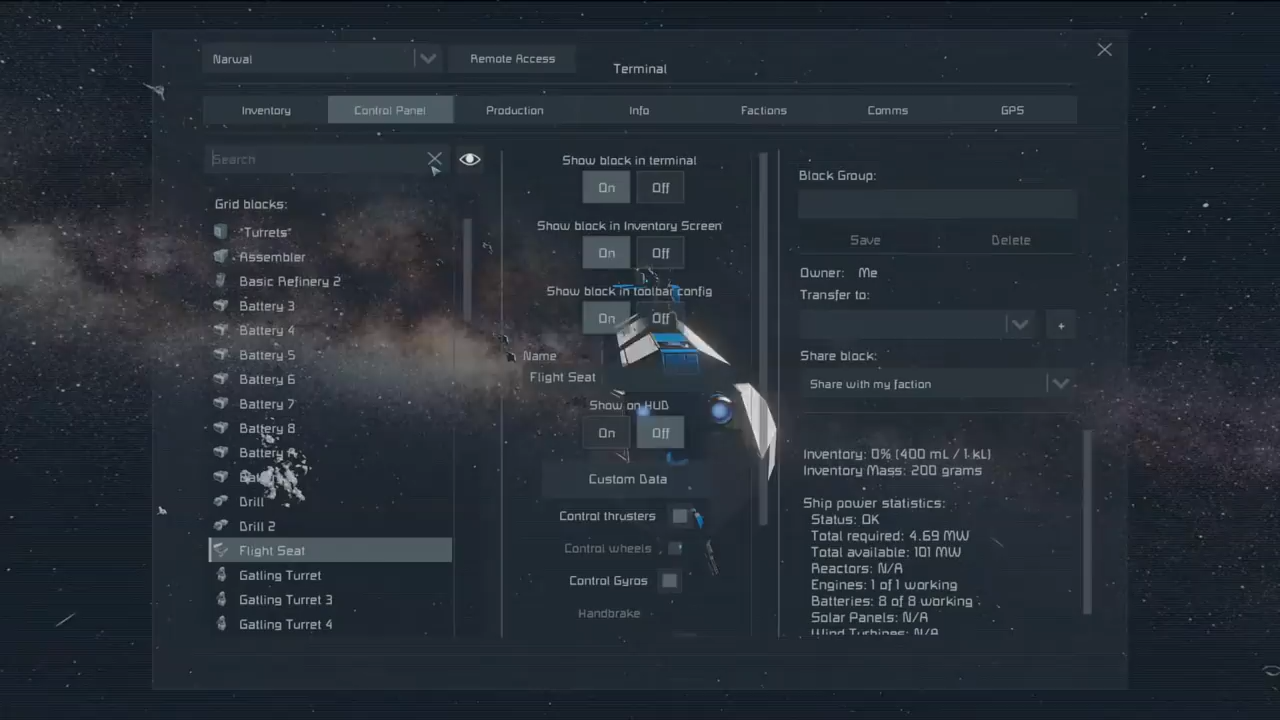 Narwal
Remote Access
Terminal
Inventory
Control Panel
Production
Info
Factions
Comms
GPS
Search
Grid blocks:
"Turrets"
Assembler
Basic Refinery 2
Battery 3
Battery 4
Battery 5
Battery 6
Battery 7
Battery 8
Battery
Drill
Drill 2
Flight Seat
Gatling Turret
Gatling Turret 3
Gatling Turret 4
Show block in terminal
On Off
Show block in Inventory Screen
On Off
Show block in toolbar config
On Off
Name
Flight Seat
Show on HUD
On Off
Custom Data
Control thrusters
Control wheels
Control Gyros
Handbrake
Block Group:
Save Delete
Owner: Me
Transfer to:
+
Share block:
Share with my faction
Inventory: 0% (400 mL / 1 kL)
Inventory Mass: 200 grams
Ship power statistics:
Status: OK
Total required: 4.69 MW
Total available: 101 MW
Reactors: N/A
Engines: 1 of 1 working
Batteries: 8 of 8 working
Solar Panels: N/A
Wind Turbines: N/A